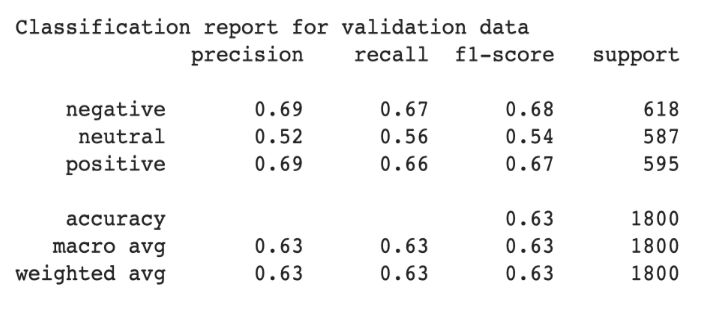 Classification report for validation data
precision recall f1-score support
negative 0.69 0.67 0.68 618
neutral 0.52 0.56 0.54 587
positive 0.69 0.66 0.67 595
accuracy 0.63 1800
macro avg 0.63 0.63 0.63 1800
weighted avg 0.63 0.63 0.63 1800